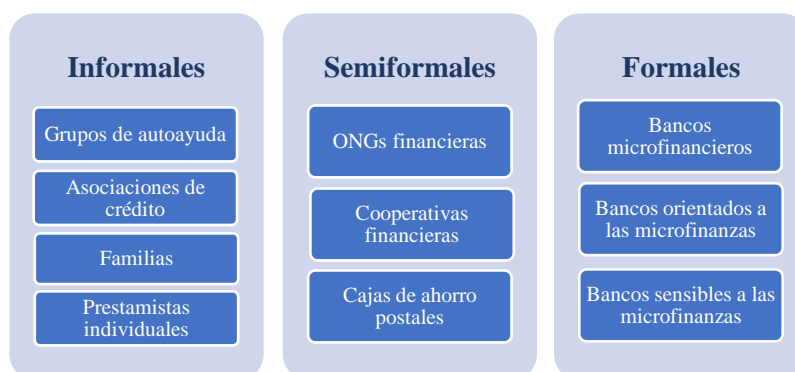 Informales
Grupos de autoayuda
Asociaciones de
crédito
Familias
Prestamistas
individuales
Semiformales
ONGs financieras
Cooperativas
financieras
Cajas de ahorro
postales
Formales
Bancos
microfinancieros
Bancos orientados a
las microfinanzas
Bancos sensibles a las
microfinanzas